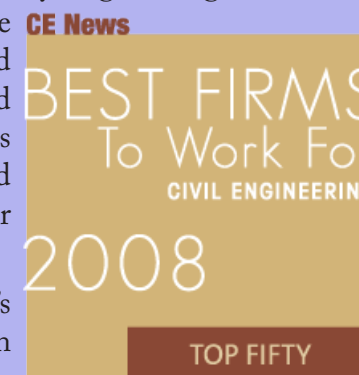 CE News
BEST FIRMS
To Work Fo
CIVIL ENGINEERIN
2008
TOP FIFTY